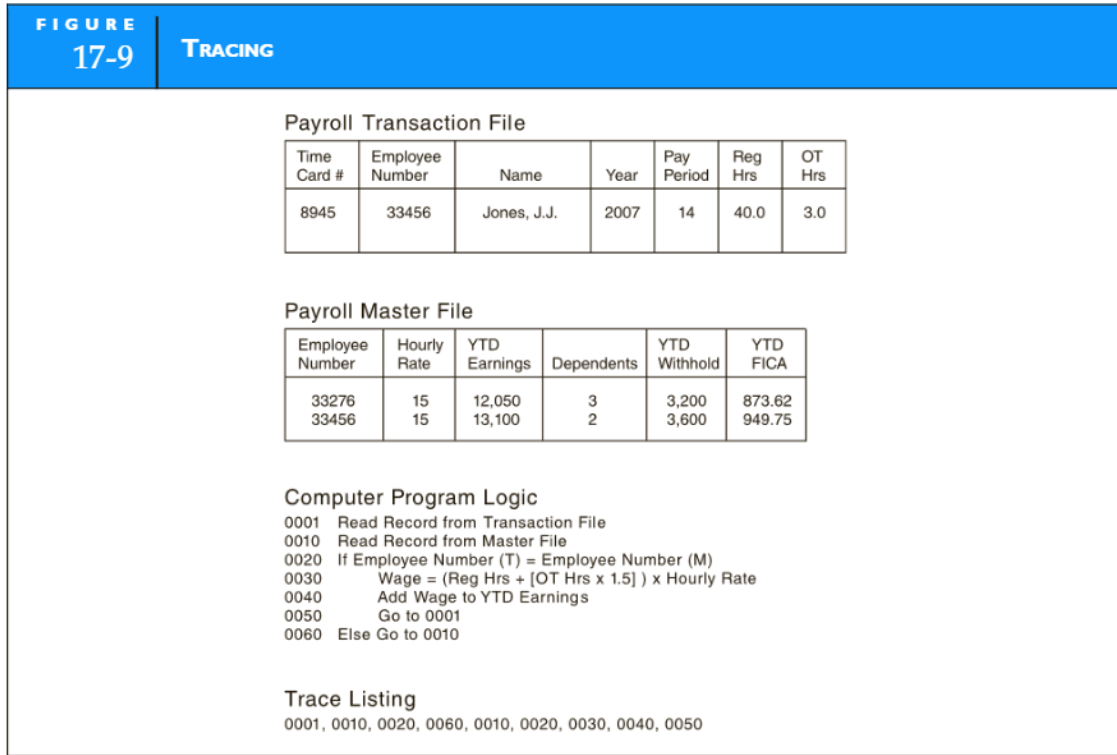 FIGURE
17-9
TRACING
Payroll Transaction File
Time Card # Employee Number Name Year Pay Period Reg Hrs OT Hrs
8945 33456 Jones, J.J. 2007 14 40.0 3.0
Payroll Master File
Employee Number Hourly Rate YTD Earnings Dependents YTD Withhold YTD FICA
33276 15 12,050 3 3,200 873.62
33456 15 13,100 2 3,600 949.75
Computer Program Logic
0001 Read Record from Transaction File
0010 Read Record from Master File
0020 If Employee Number (T) = Employee Number (M)
0030 Wage = (Reg Hrs + [OT Hrs x 1.5] ) x Hourly Rate
0040 Add Wage to YTD Earnings
0050 Go to 0001
0060 Else Go to 0010
Trace Listing
0001, 0010, 0020, 0060, 0010, 0020, 0030, 0040, 0050